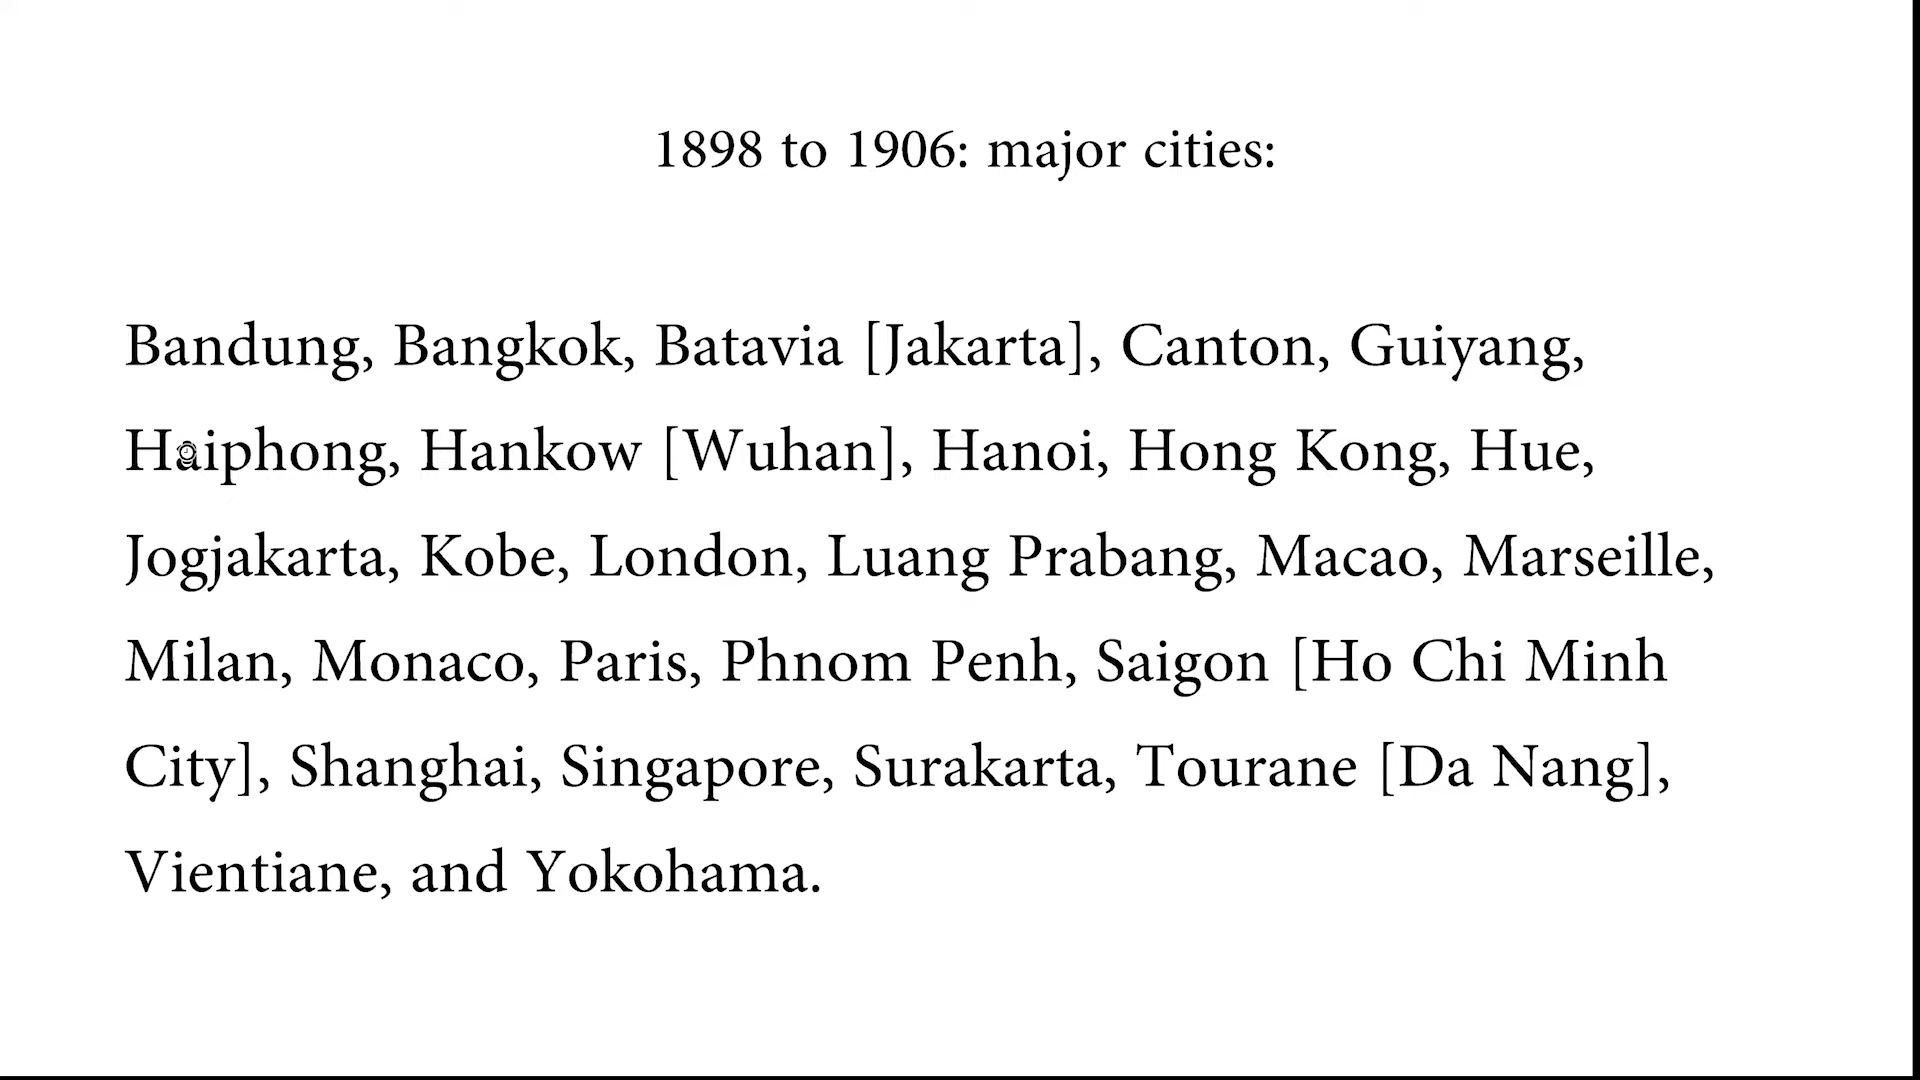 1898 to 1906: major cities:
Bandung, Bangkok, Batavia [Jakarta], Canton, Guiyang,
Haiphong, Hankow [Wuhan], Hanoi, Hong Kong, Hue,
Jogjakarta, Kobe, London, Luang Prabang, Macao, Marseille,
Milan, Monaco, Paris, Phnom Penh, Saigon [Ho Chi Minh
City], Shanghai, Singapore, Surakarta, Tourane [Da Nang],
Vientiane, and Yokohama.